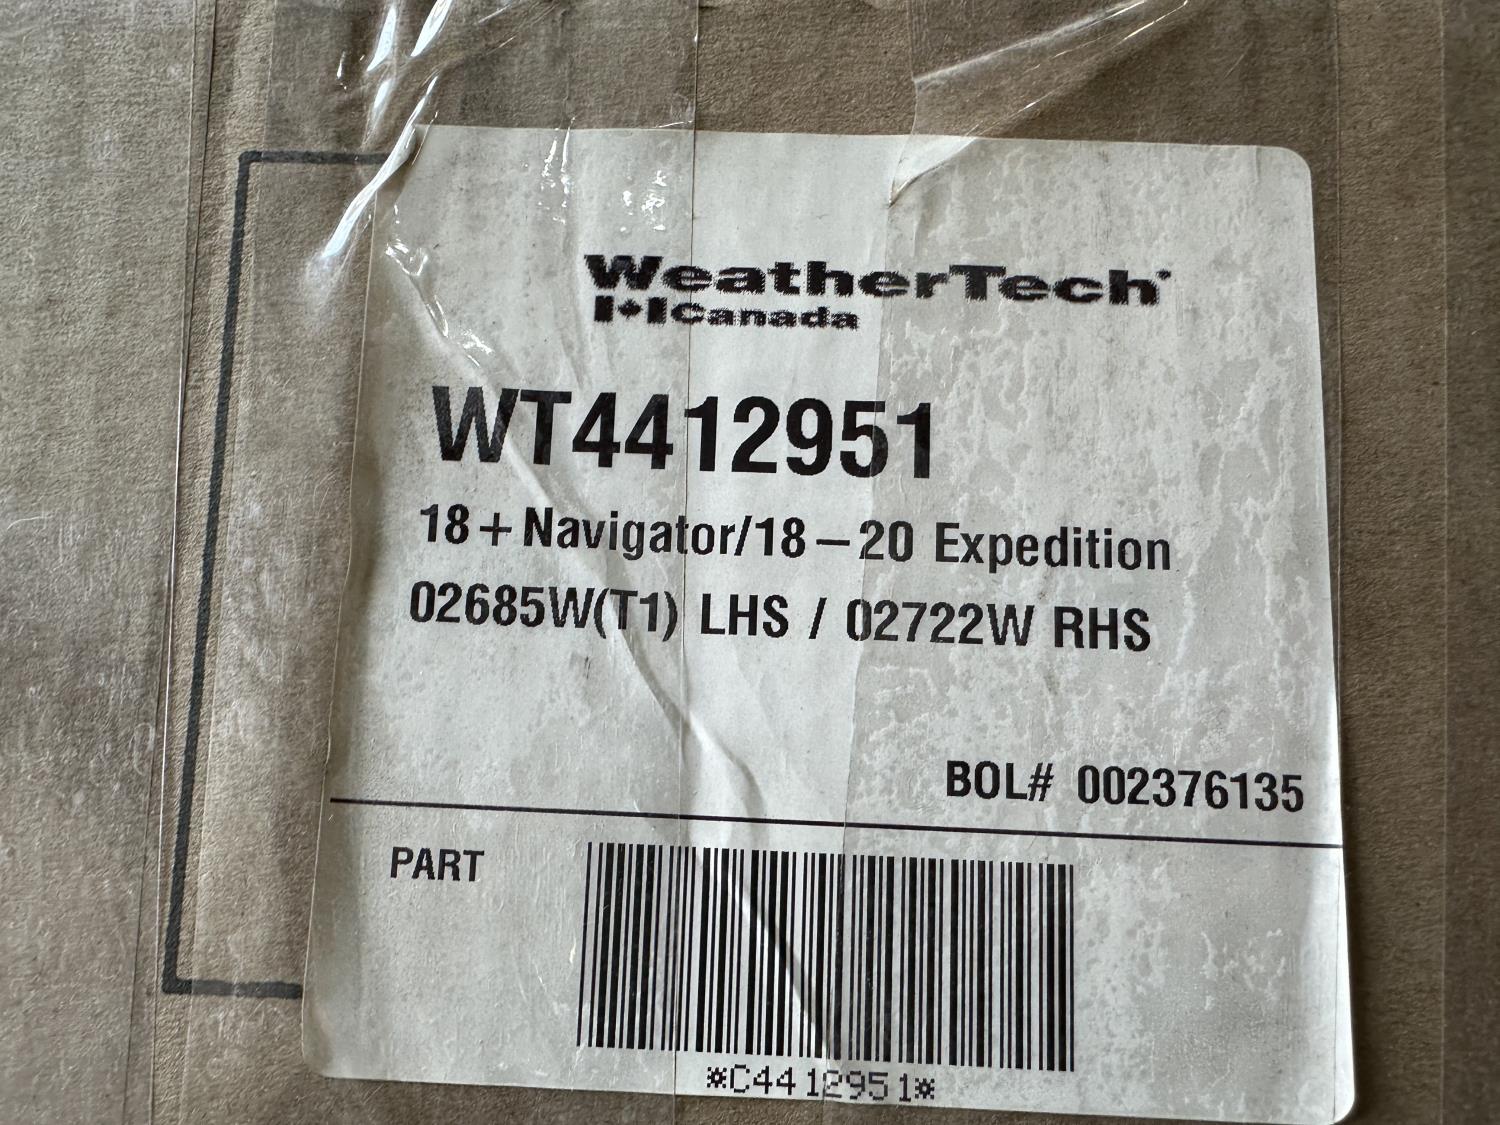 WeatherTech
Canada
WT4412951
18+Navigator/18–20 Expedition
02685W(T1) LHS / 02722W RHS
BOL# 002376135
PART
*C4412951*